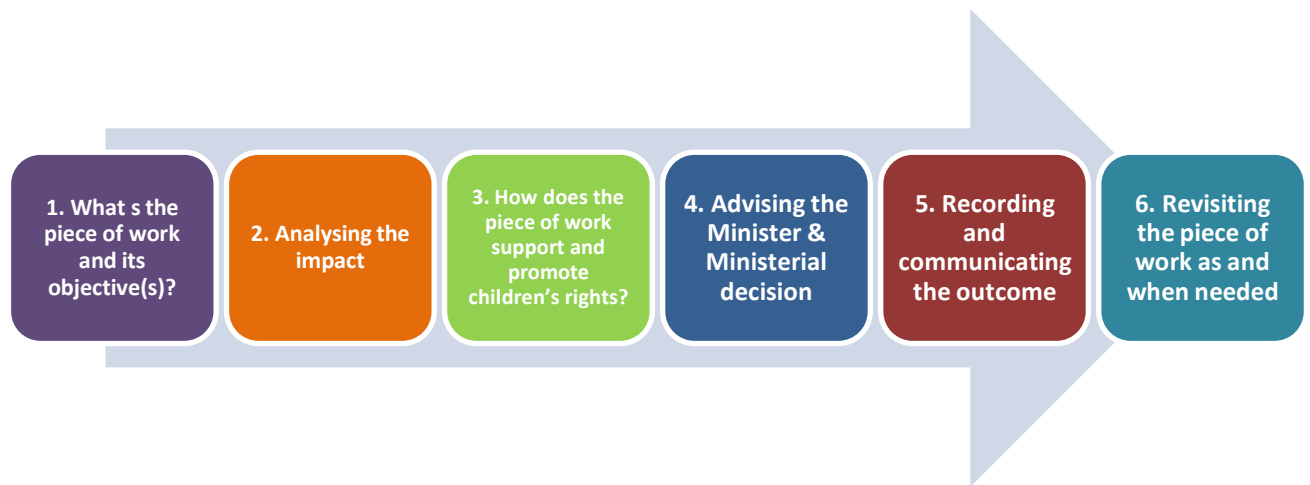 1. What s the
piece of work
and its
objective(s)?
2. Analysing the
impact
3. How does the
piece of work
support and
promote
children’s rights?
4. Advising the
Minister &
Ministerial
decision
5. Recording
and
communicating
the outcome
6. Revisiting
the piece of
work as and
when needed